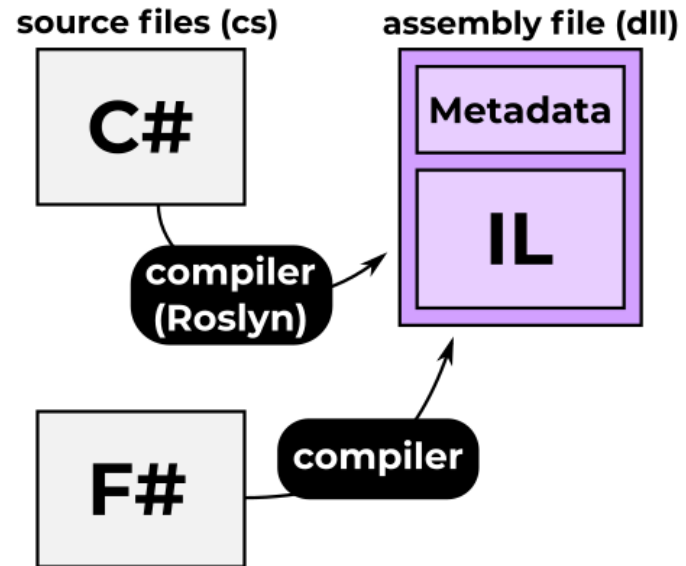 source files (cs)
assembly file (dll)
C#
Metadata
IL
compiler
(Roslyn)
F#
compiler